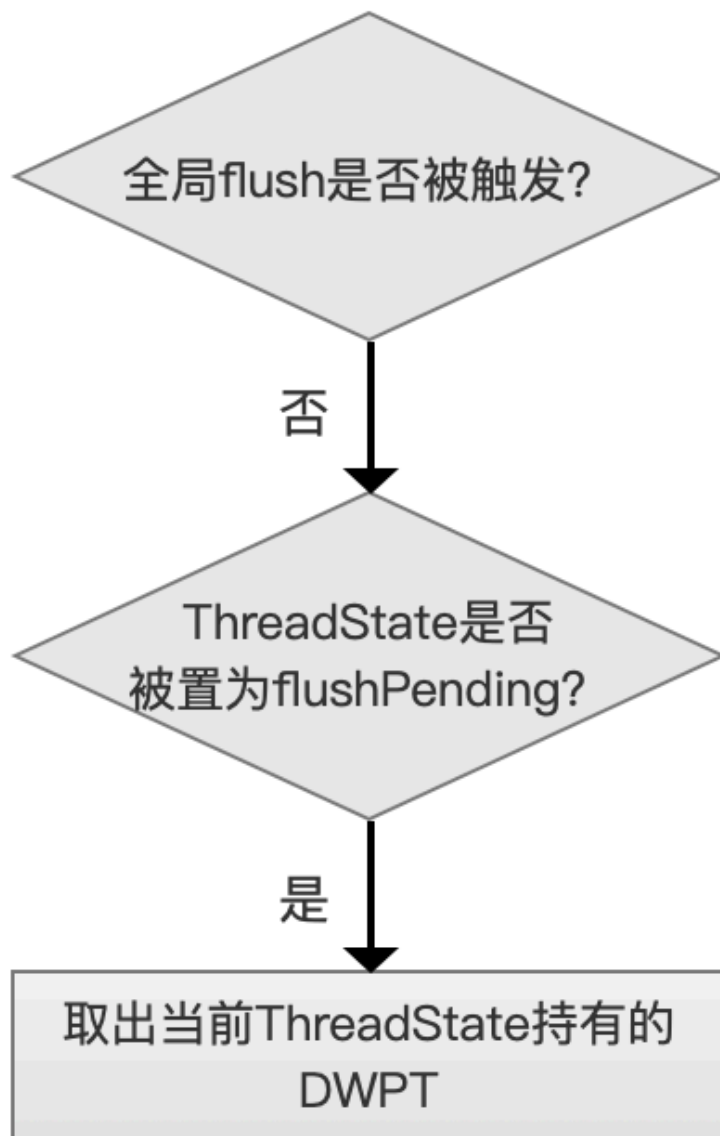 全局flush是否被触发?
否
ThreadState是否
被置为flushPending?
是
取出当前ThreadState持有的
DWPT